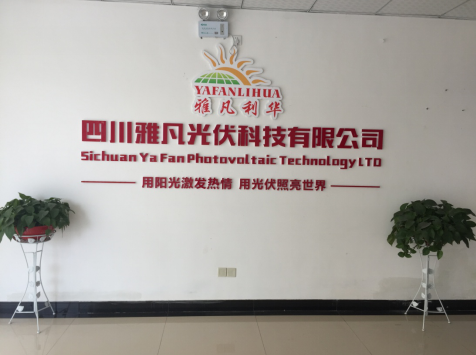 YAFANLIHUA
雅凡利华
四川雅凡光伏科技有限公司
Sichuan Ya Fan Photovoltaic Technology LTD
用阳光激发热情 用光伏照亮世界